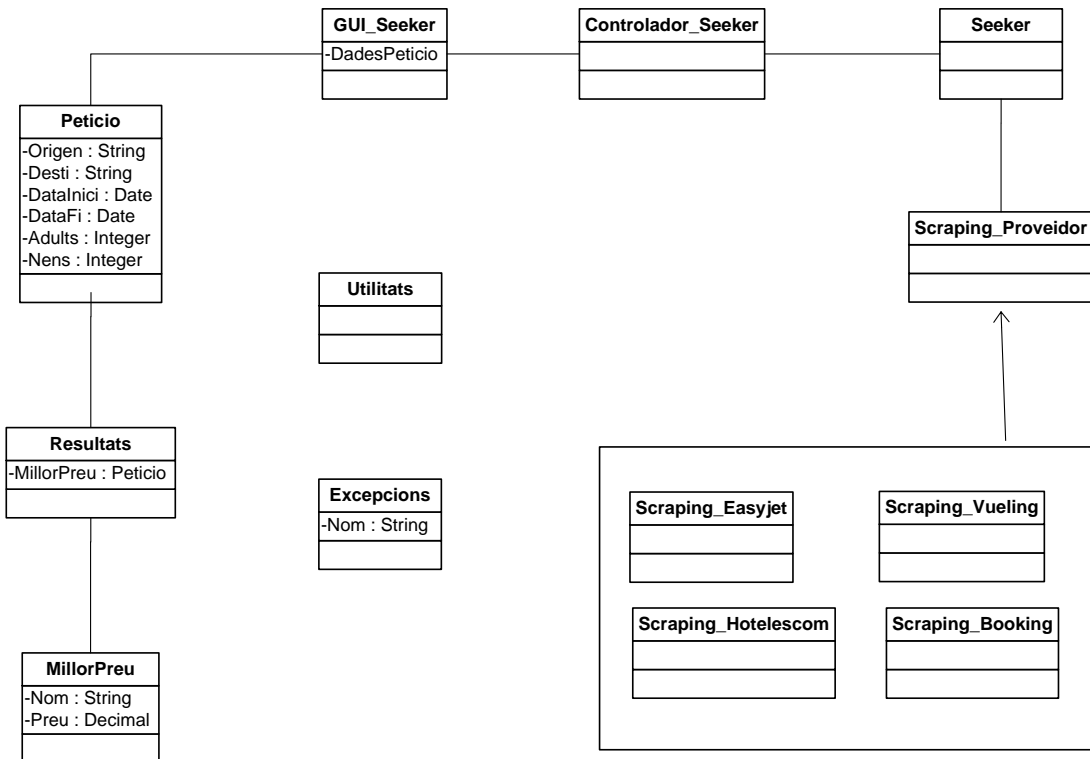 GUI_Seeker
-DadesPeticio
Controlador_Seeker
Seeker
Peticio
-Origen : String
-Desti : String
-DataInici : Date
-DataFi : Date
-Adults : Integer
-Nens : Integer
Scraping_Proveidor
Utilitats
Resultats
-MillorPreu : Peticio
Excepcions
-Nom : String
Scraping_Easyjet
Scraping_Vueling
Scraping_Hotelescom
Scraping_Booking
MillorPreu
-Nom : String
-Preu : Decimal